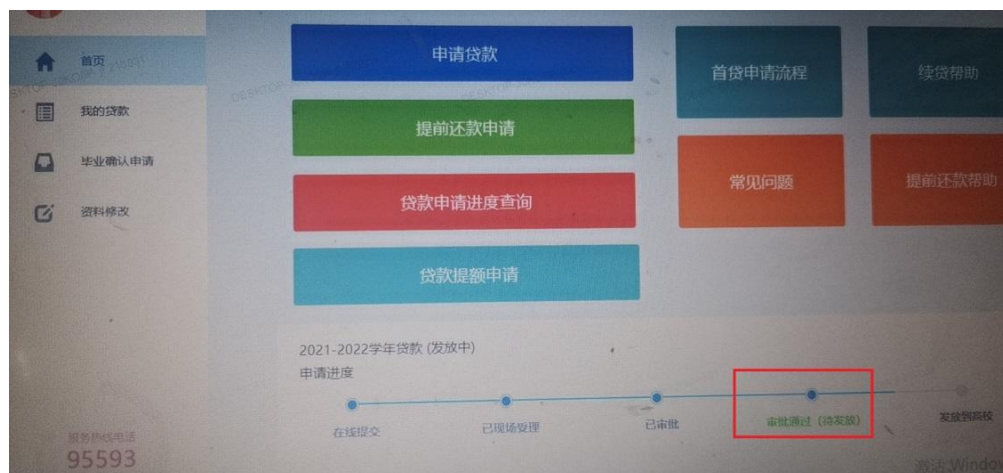 首页
我的贷款
毕业确认申请
资料修改
服务热线电话
95593
申请贷款
提前还款申请
贷款申请进度查询
贷款提额申请
首贷申请流程
续贷帮助
常见问题
提前还款帮助
2021-2022学年贷款 (发放中)
申请进度
在线提交
已现场受理
已审批
审批通过（待发放）
发放到高校
激活 Windo